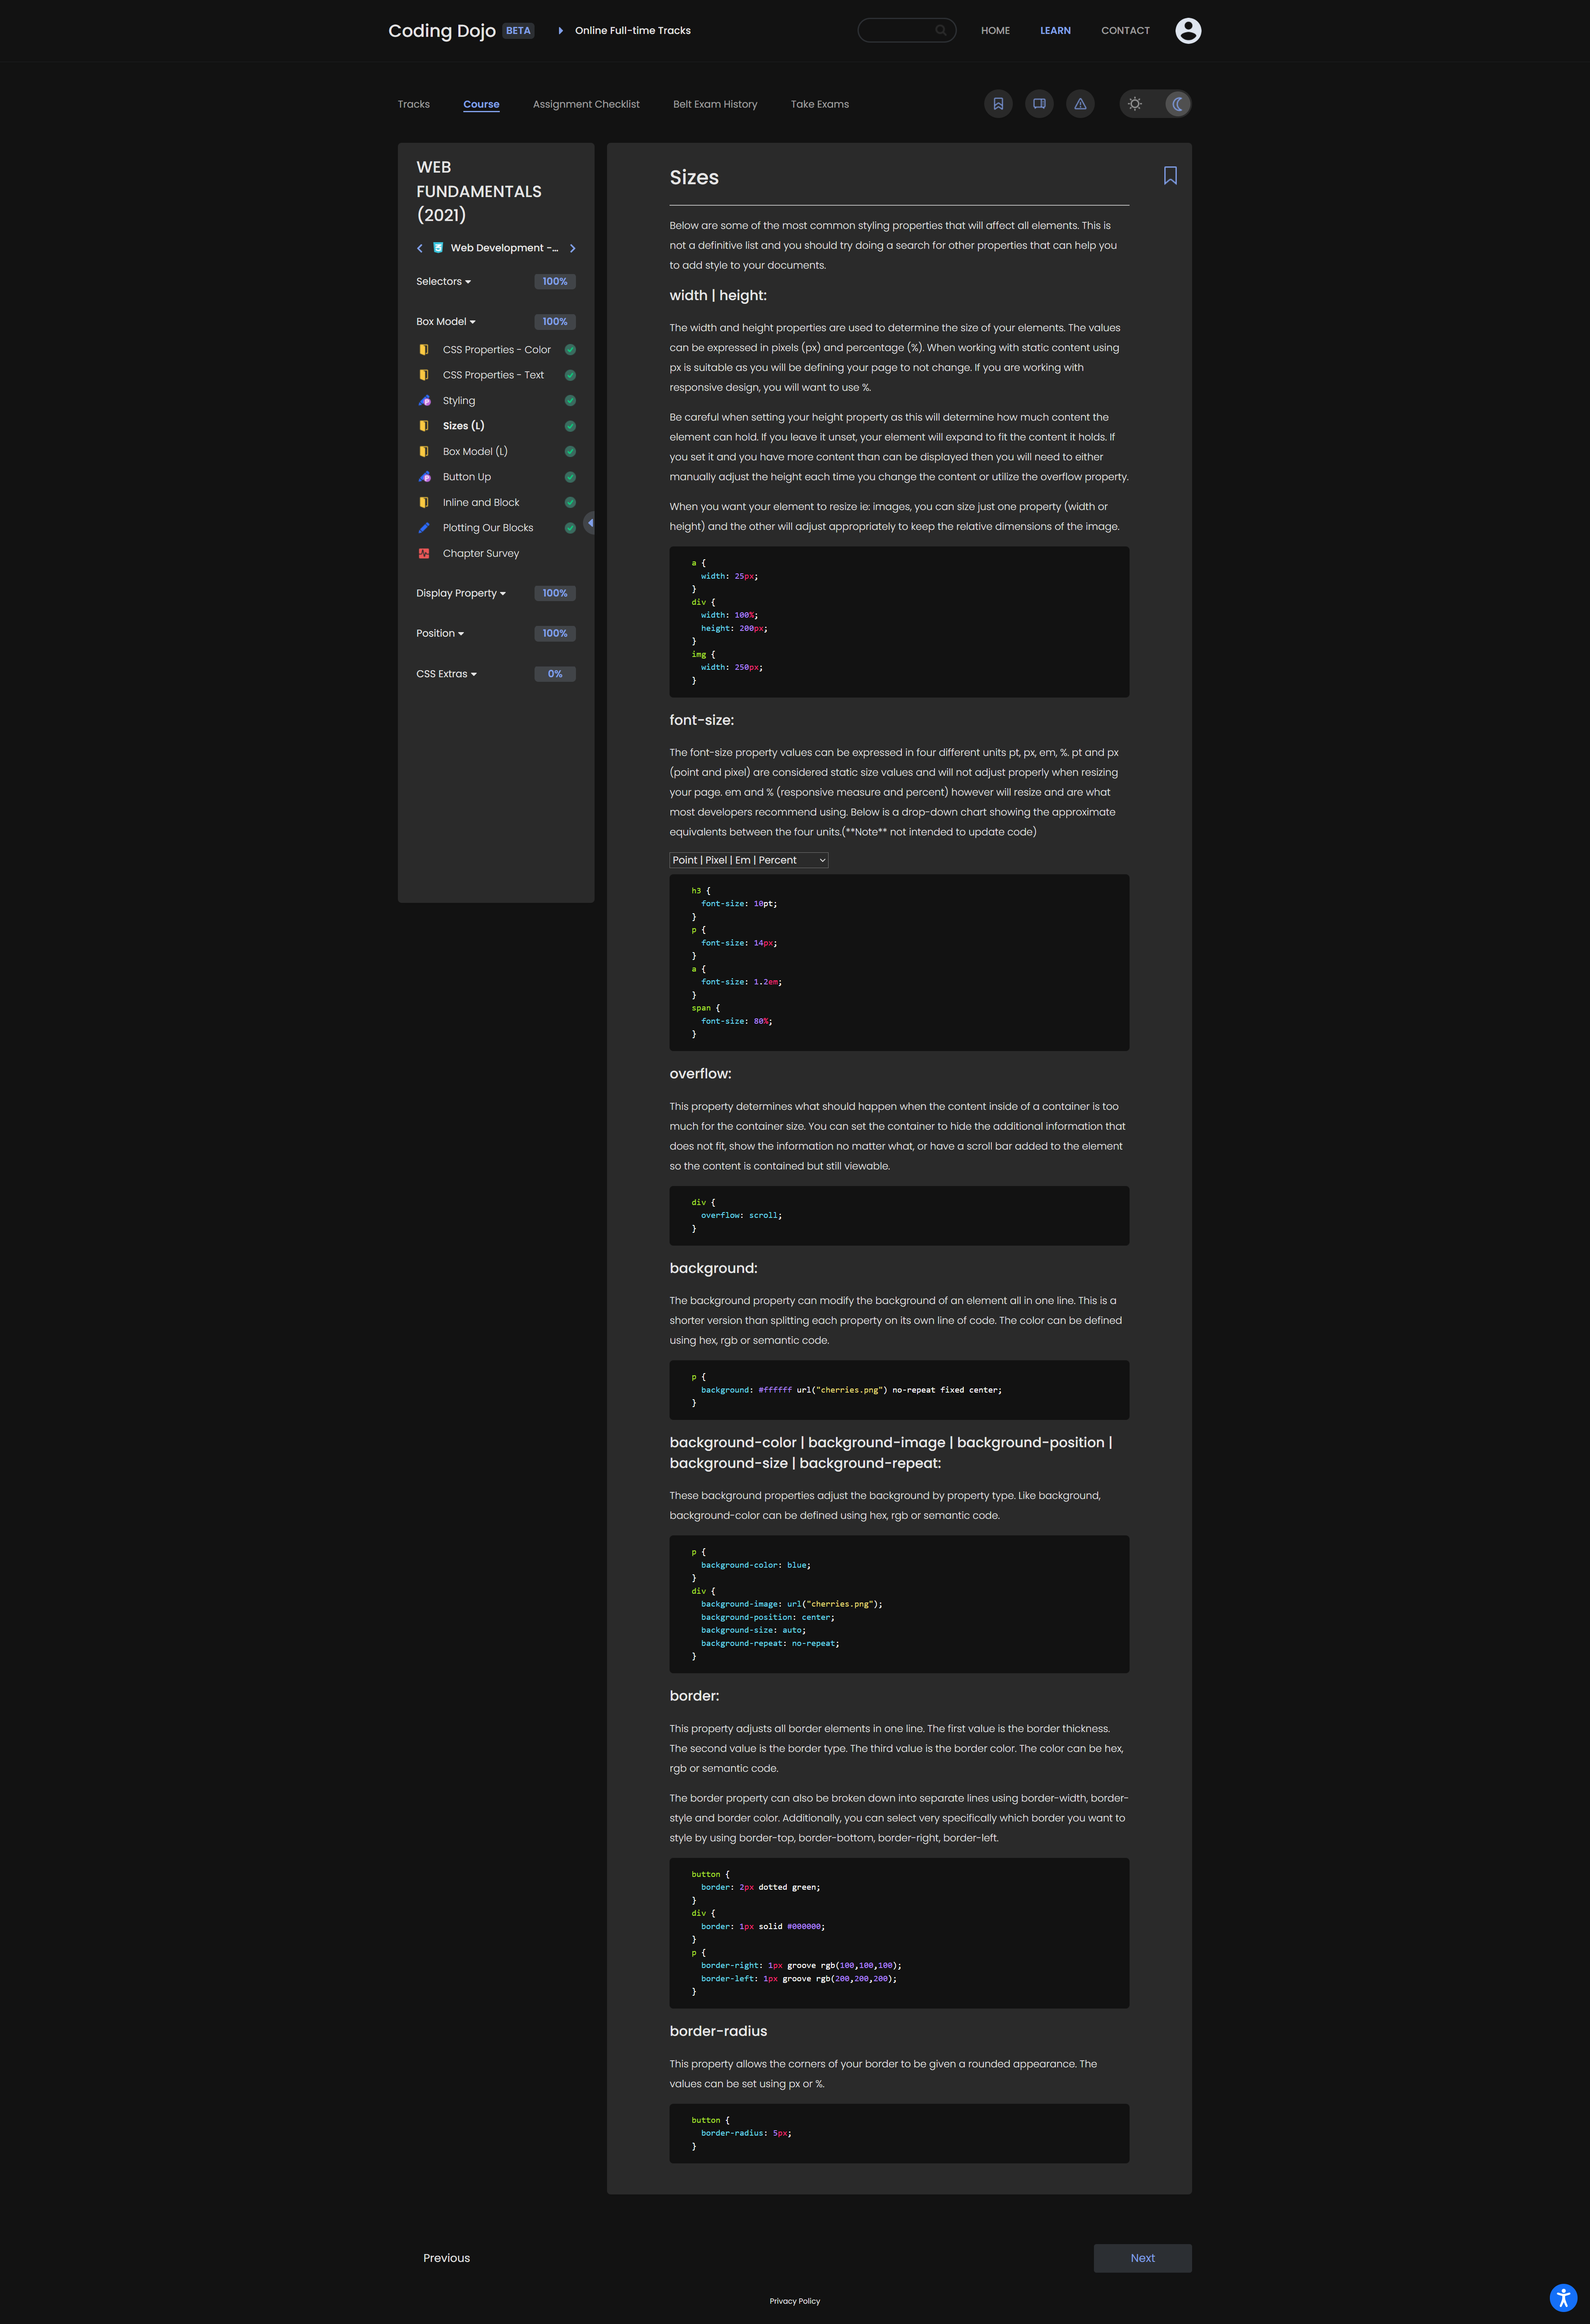 Coding Dojo BETA Online Full-time Tracks HOME LEARN CONTACT
Tracks Course Assignment Checklist Belt Exam History Take Exams
WEB
FUNDAMENTALS
(2021)
Web Development -...
Selectors 100%
Box Model 100%
CSS Properties - Color
CSS Properties - Text
Styling
Sizes (L)
Box Model (L)
Button Up
Inline and Block
Plotting Our Blocks
Chapter Survey
Display Property 100%
Position 100%
CSS Extras 0%
Sizes
Below are some of the most common styling properties that will affect all elements. This is
not a definitive list and you should try doing a search for other properties that can help you
to add style to your documents.
width | height:
The width and height properties are used to determine the size of your elements. The values
can be expressed in pixels (px) and percentage (%). When working with static content using
px is suitable as you will be defining your page to not change. If you are working with
responsive design, you will want to use %.
Be careful when setting your height property as this will determine how much content the
element can hold. If you leave it unset, your element will expand to fit the content it holds. If
you set it and you have more content than can be displayed then you will need to either
manually adjust the height each time you change the content or utilize the overflow property.
When you want your element to resize ie: images, you can size just one property (width or
height) and the other will adjust appropriately to keep the relative dimensions of the image.
a {
width: 25px;
}
div {
width: 100%;
height: 200px;
}
img {
width: 250px;
}
font-size:
The font-size property values can be expressed in four different units pt, px, em, %. pt and px
(point and pixel) are considered static size values and will not adjust properly when resizing
your page. em and % (responsive measure and percent) however will resize and are what
most developers recommend using. Below is a drop-down chart showing the approximate
equivalents between the four units.(**Note** not intended to update code)
Point | Pixel | Em | Percent
h3 {
font-size: 10pt;
}
p {
font-size: 14px;
}
a {
font-size: 1.2em;
}
span {
font-size: 80%;
}
overflow:
This property determines what should happen when the content inside of a container is too
much for the container size. You can set the container to hide the additional information that
does not fit, show the information no matter what, or have a scroll bar added to the element
so the content is contained but still viewable.
div {
overflow: scroll;
}
background:
The background property can modify the background of an element all in one line. This is a
shorter version than splitting each property on its own line of code. The color can be defined
using hex, rgb or semantic code.
p {
background: #ffffff url("cherries.png") no-repeat fixed center;
}
background-color | background-image | background-position |
background-size | background-repeat:
These background properties adjust the background by property type. Like background,
background-color can be defined using hex, rgb or semantic code.
p {
background-color: blue;
}
div {
background-image: url("cherries.png");
background-position: center;
background-size: auto;
background-repeat: no-repeat;
}
border:
This property adjusts all border elements in one line. The first value is the border thickness.
The second value is the border type. The third value is the border color. The color can be hex,
rgb or semantic code.
The border property can also be broken down into separate lines using border-width, border-
style and border color. Additionally, you can select very specifically which border you want to
style by using border-top, border-bottom, border-right, border-left.
button {
border: 2px dotted green;
}
div {
border: 1px solid #000000;
}
p {
border-right: 1px groove rgb(100,100,100);
border-left: 1px groove rgb(200,200,200);
}
border-radius
This property allows the corners of your border to be given a rounded appearance. The
values can be set using px or %.
button {
border-radius: 5px;
}
Previous Next
Privacy Policy